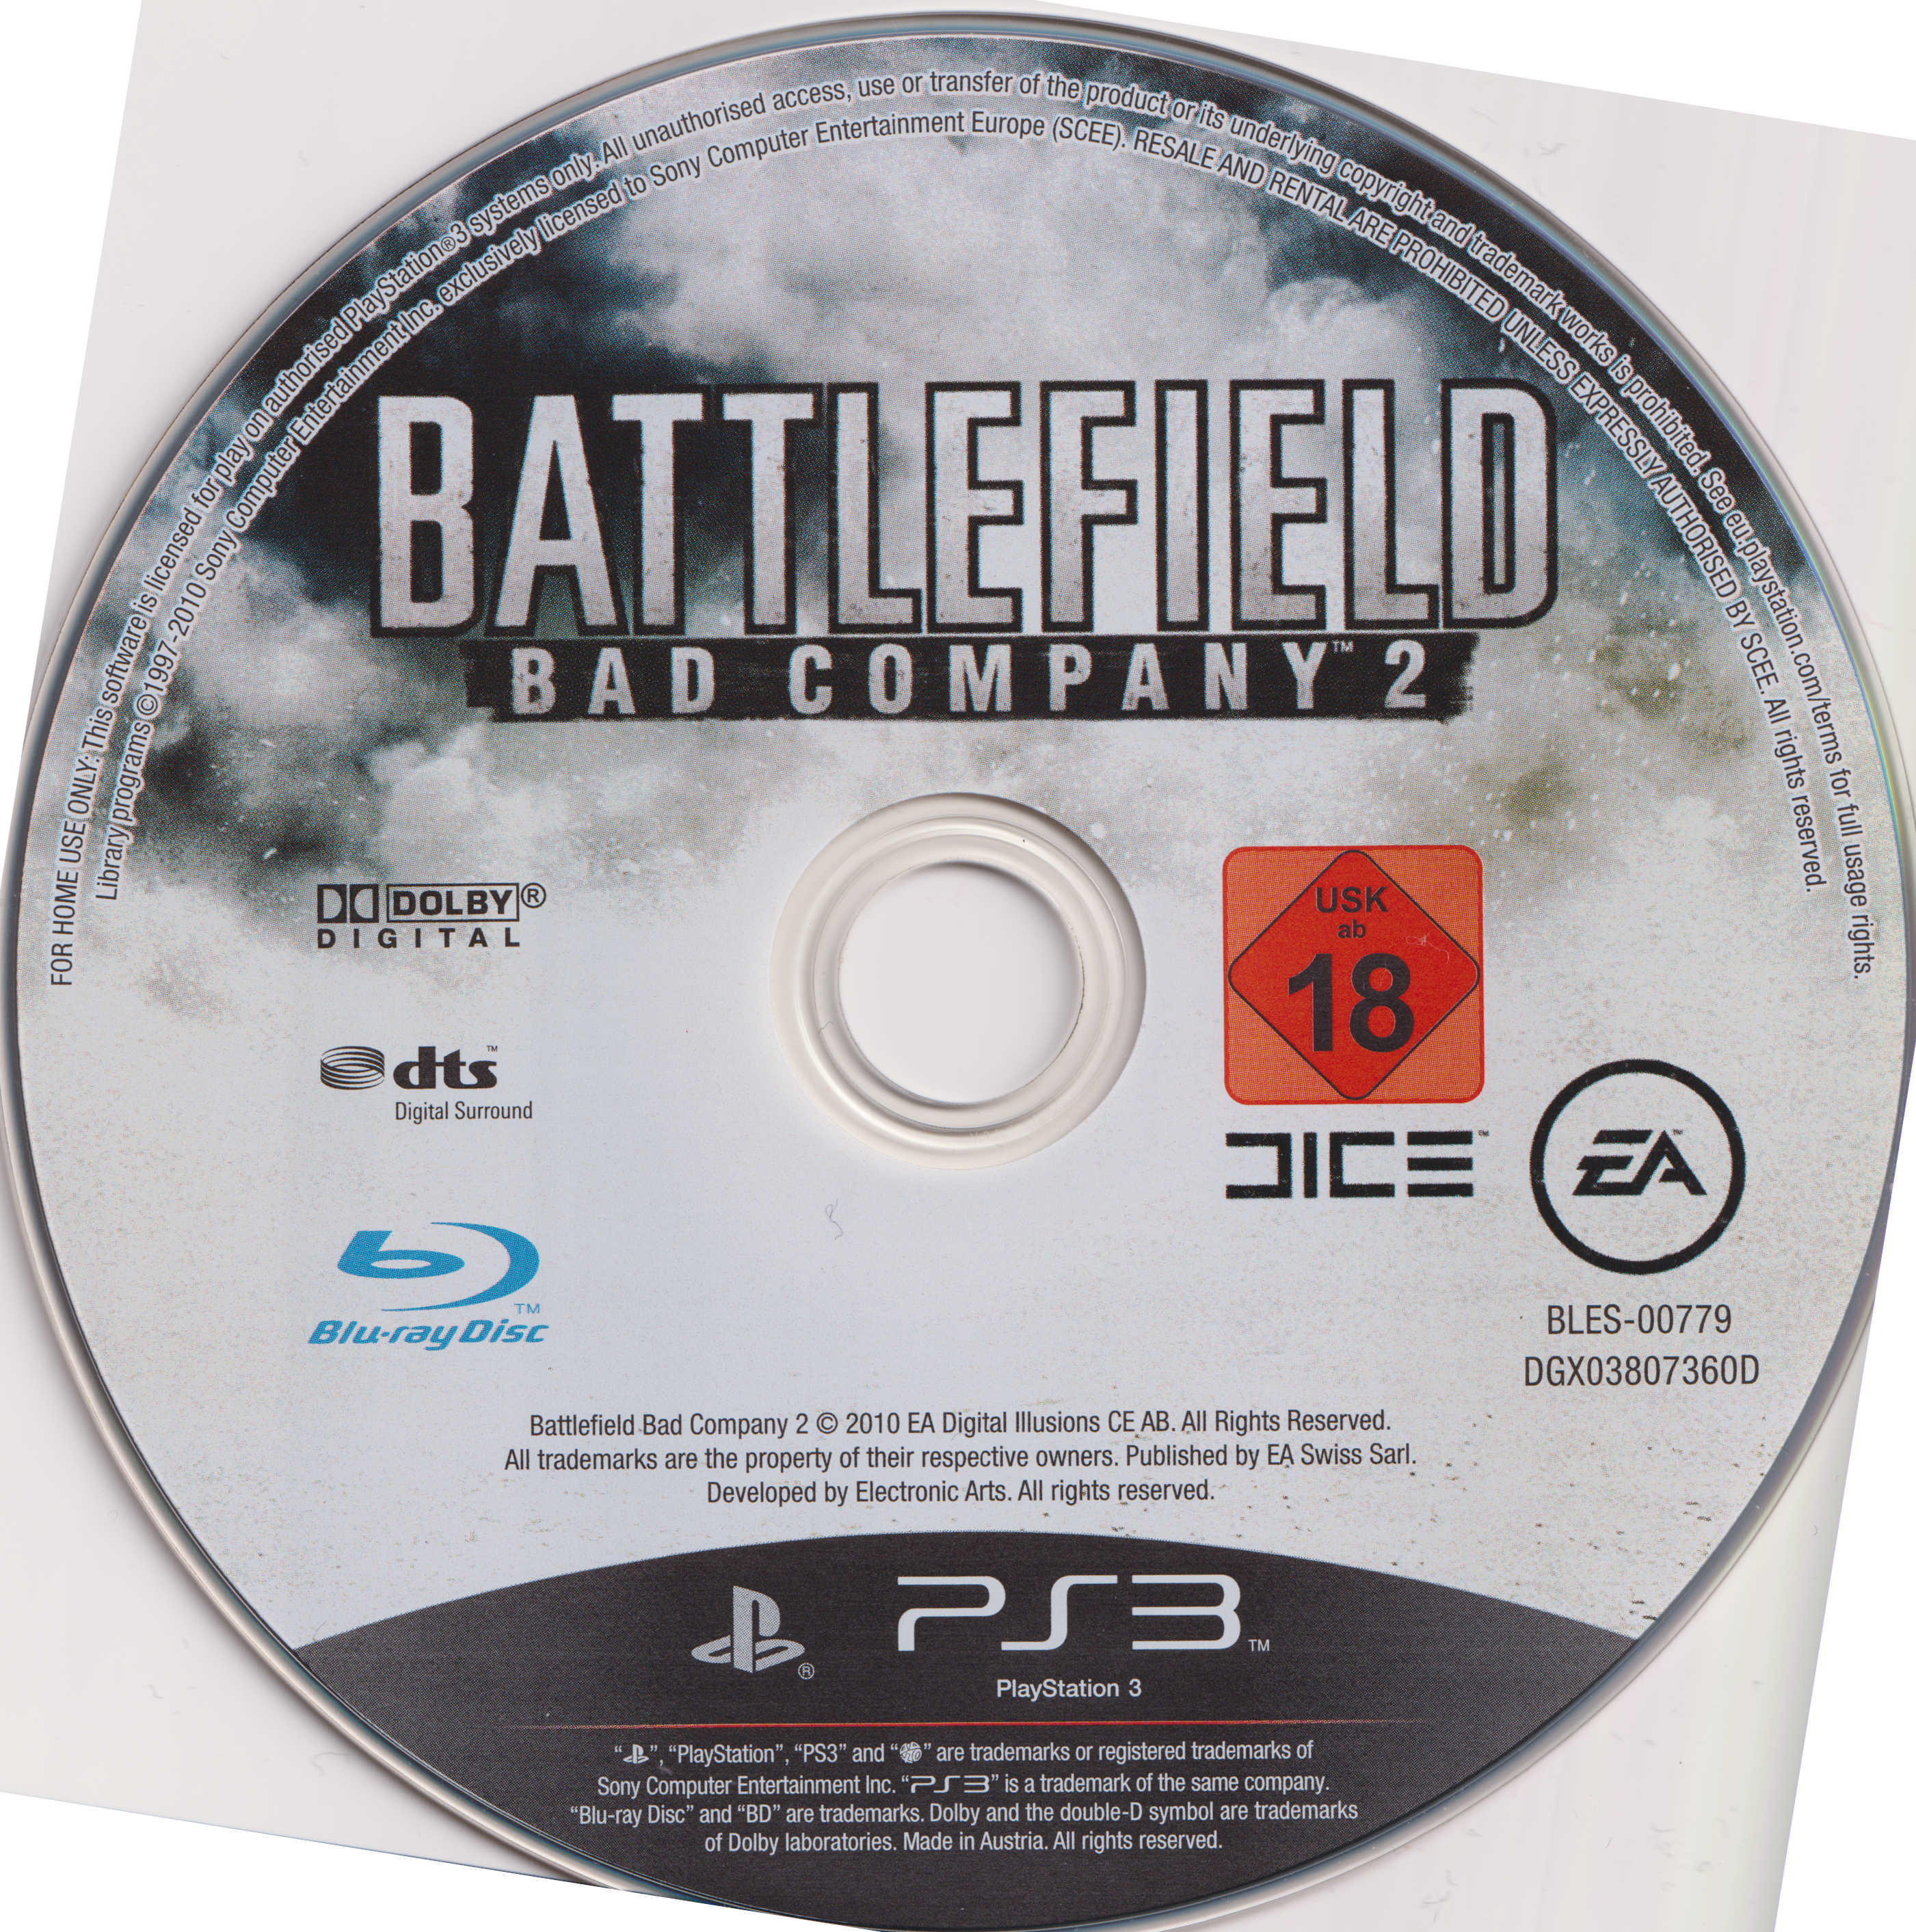 FOR HOME USE ONLY: This software is licensed for play on authorised PlayStation®3 systems only. All unauthorised access, use or transfer of the product or its underlying copyright and trademark works is prohibited. See eu.playstation.com/terms for full usage rights.
Library programs ©1997-2010 Sony Computer Entertainment Inc. exclusively licensed to Sony Computer Entertainment Europe (SCEE). RESALE AND RENTAL ARE PROHIBITED UNLESS EXPRESSLY AUTHORISED BY SCEE. All rights reserved.
BATTLEFIELD
BAD COMPANY™ 2
DOLBY®
DIGITAL
USK
ab
18
dts™
Digital Surround
DICE™
EA™
™
Blu-ray Disc
BLES-00779
DGX03807360D
Battlefield Bad Company 2 © 2010 EA Digital Illusions CE AB. All Rights Reserved.
All trademarks are the property of their respective owners. Published by EA Swiss Sarl.
Developed by Electronic Arts. All rights reserved.
® PS3™
PlayStation 3
“ ”, “PlayStation”, “PS3” and “ ” are trademarks or registered trademarks of
Sony Computer Entertainment Inc. “PS3” is a trademark of the same company.
“Blu-ray Disc” and “BD” are trademarks. Dolby and the double-D symbol are trademarks
of Dolby laboratories. Made in Austria. All rights reserved.